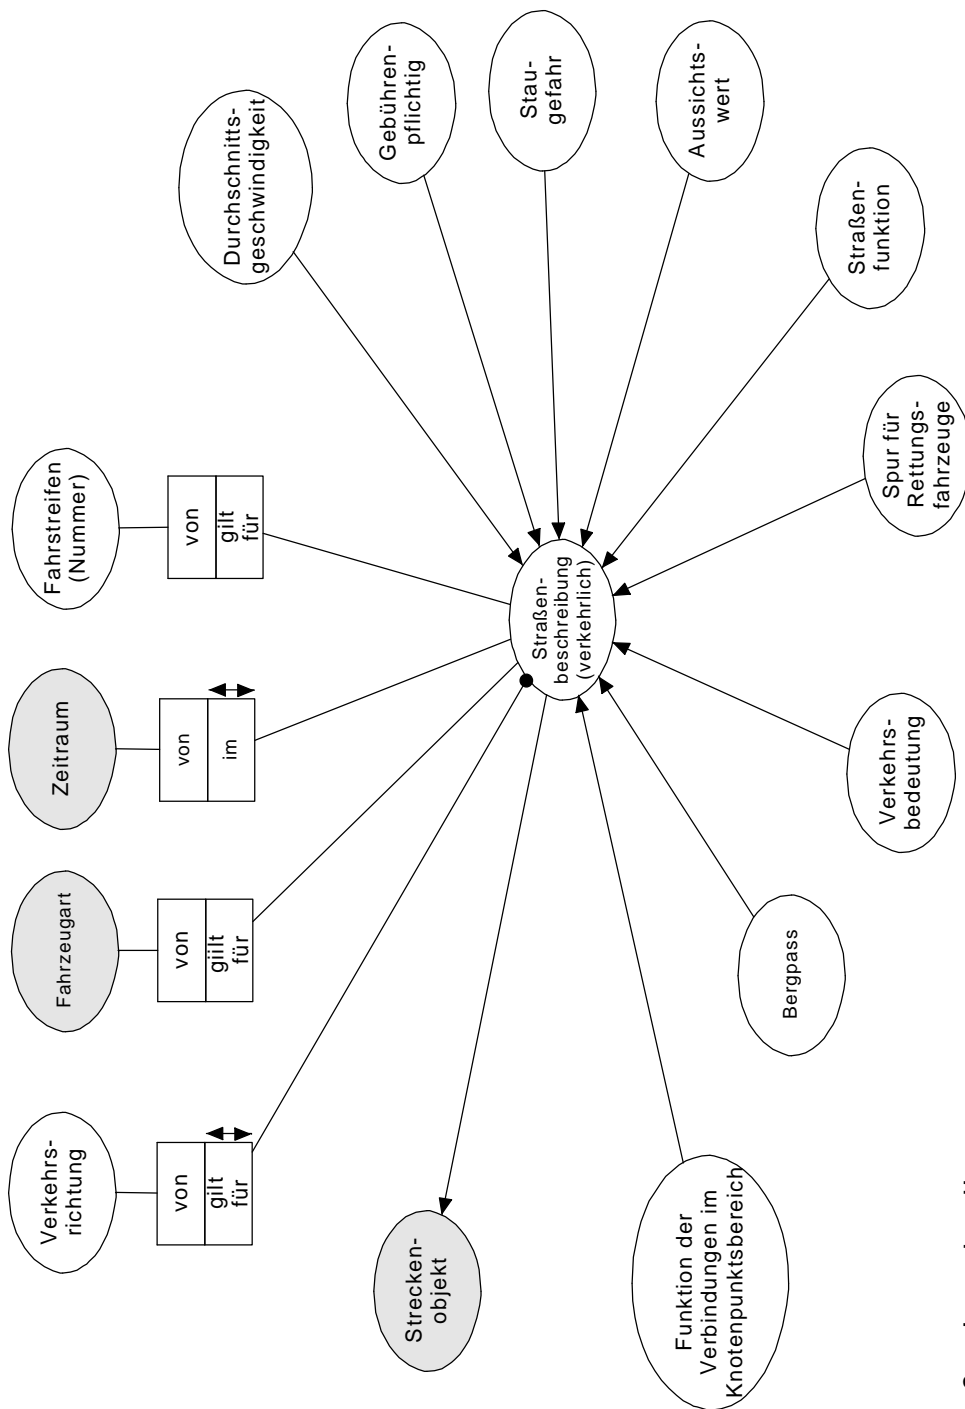 Verkehrs-
richtung
Fahrzeugart
Zeitraum
Fahrstreifen
(Nummer)
von
gilt
für
von
giilt
für
von
im
von
gilt
für
Durchschnitts-
geschwindigkeit
Gebühren-
pflichtig
Stau-
gefahr
Aussichts-
wert
Straßen-
funktion
Spur für
Rettungs-
fahrzeuge
Straßen-
beschreibung
(verkehrlich)
Strecken-
objekt
Funktion der
Verbindungen im
Knotenpunktsbereich
Bergpass
Verkehrs-
bedeutung